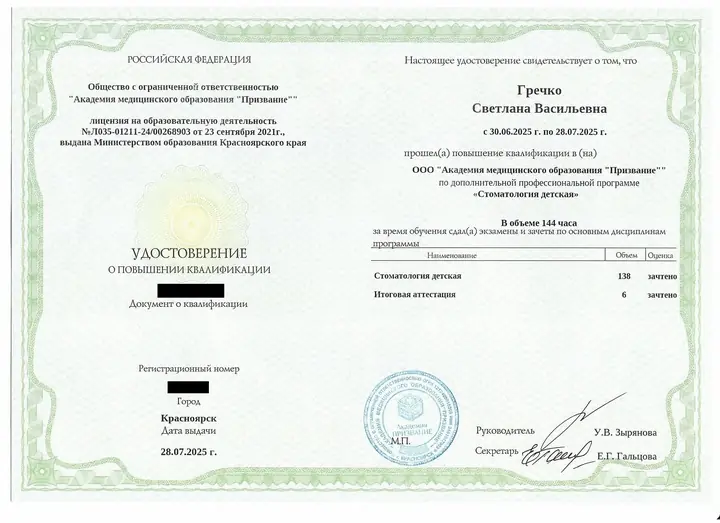 РОССИЙСКАЯ ФЕДЕРАЦИЯ
Общество с ограниченной ответственностью
"Академия медицинского образования "Призвание""
лицензия на образовательную деятельность
№Л035-01211-24/00268903 от 23 сентября 2021г.,
выдана Министерством образования Красноярского края
УДОСТОВЕРЕНИЕ
О ПОВЫШЕНИИ КВАЛИФИКАЦИИ
Документ о квалификации
Регистрационный номер
Город
Красноярск
Дата выдачи
28.07.2025 г.
Настоящее удостоверение свидетельствует о том, что
Гречко
Светлана Васильевна
с 30.06.2025 г. по 28.07.2025 г.
прошел(а) повышение квалификации в (на)
ООО "Академия медицинского образования "Призвание""
по дополнительной профессиональной программе
«Стоматология детская»
В объеме 144 часа
за время обучения сдал(а) экзамены и зачеты по основным дисциплинам
программы
Наименование Объем Оценка
Стоматология детская 138 зачтено
Итоговая аттестация 6 зачтено
Академия
ПРИЗВАНИЕ
М.П.
Руководитель У.В. Зырянова
Секретарь Е.Г. Гальцова